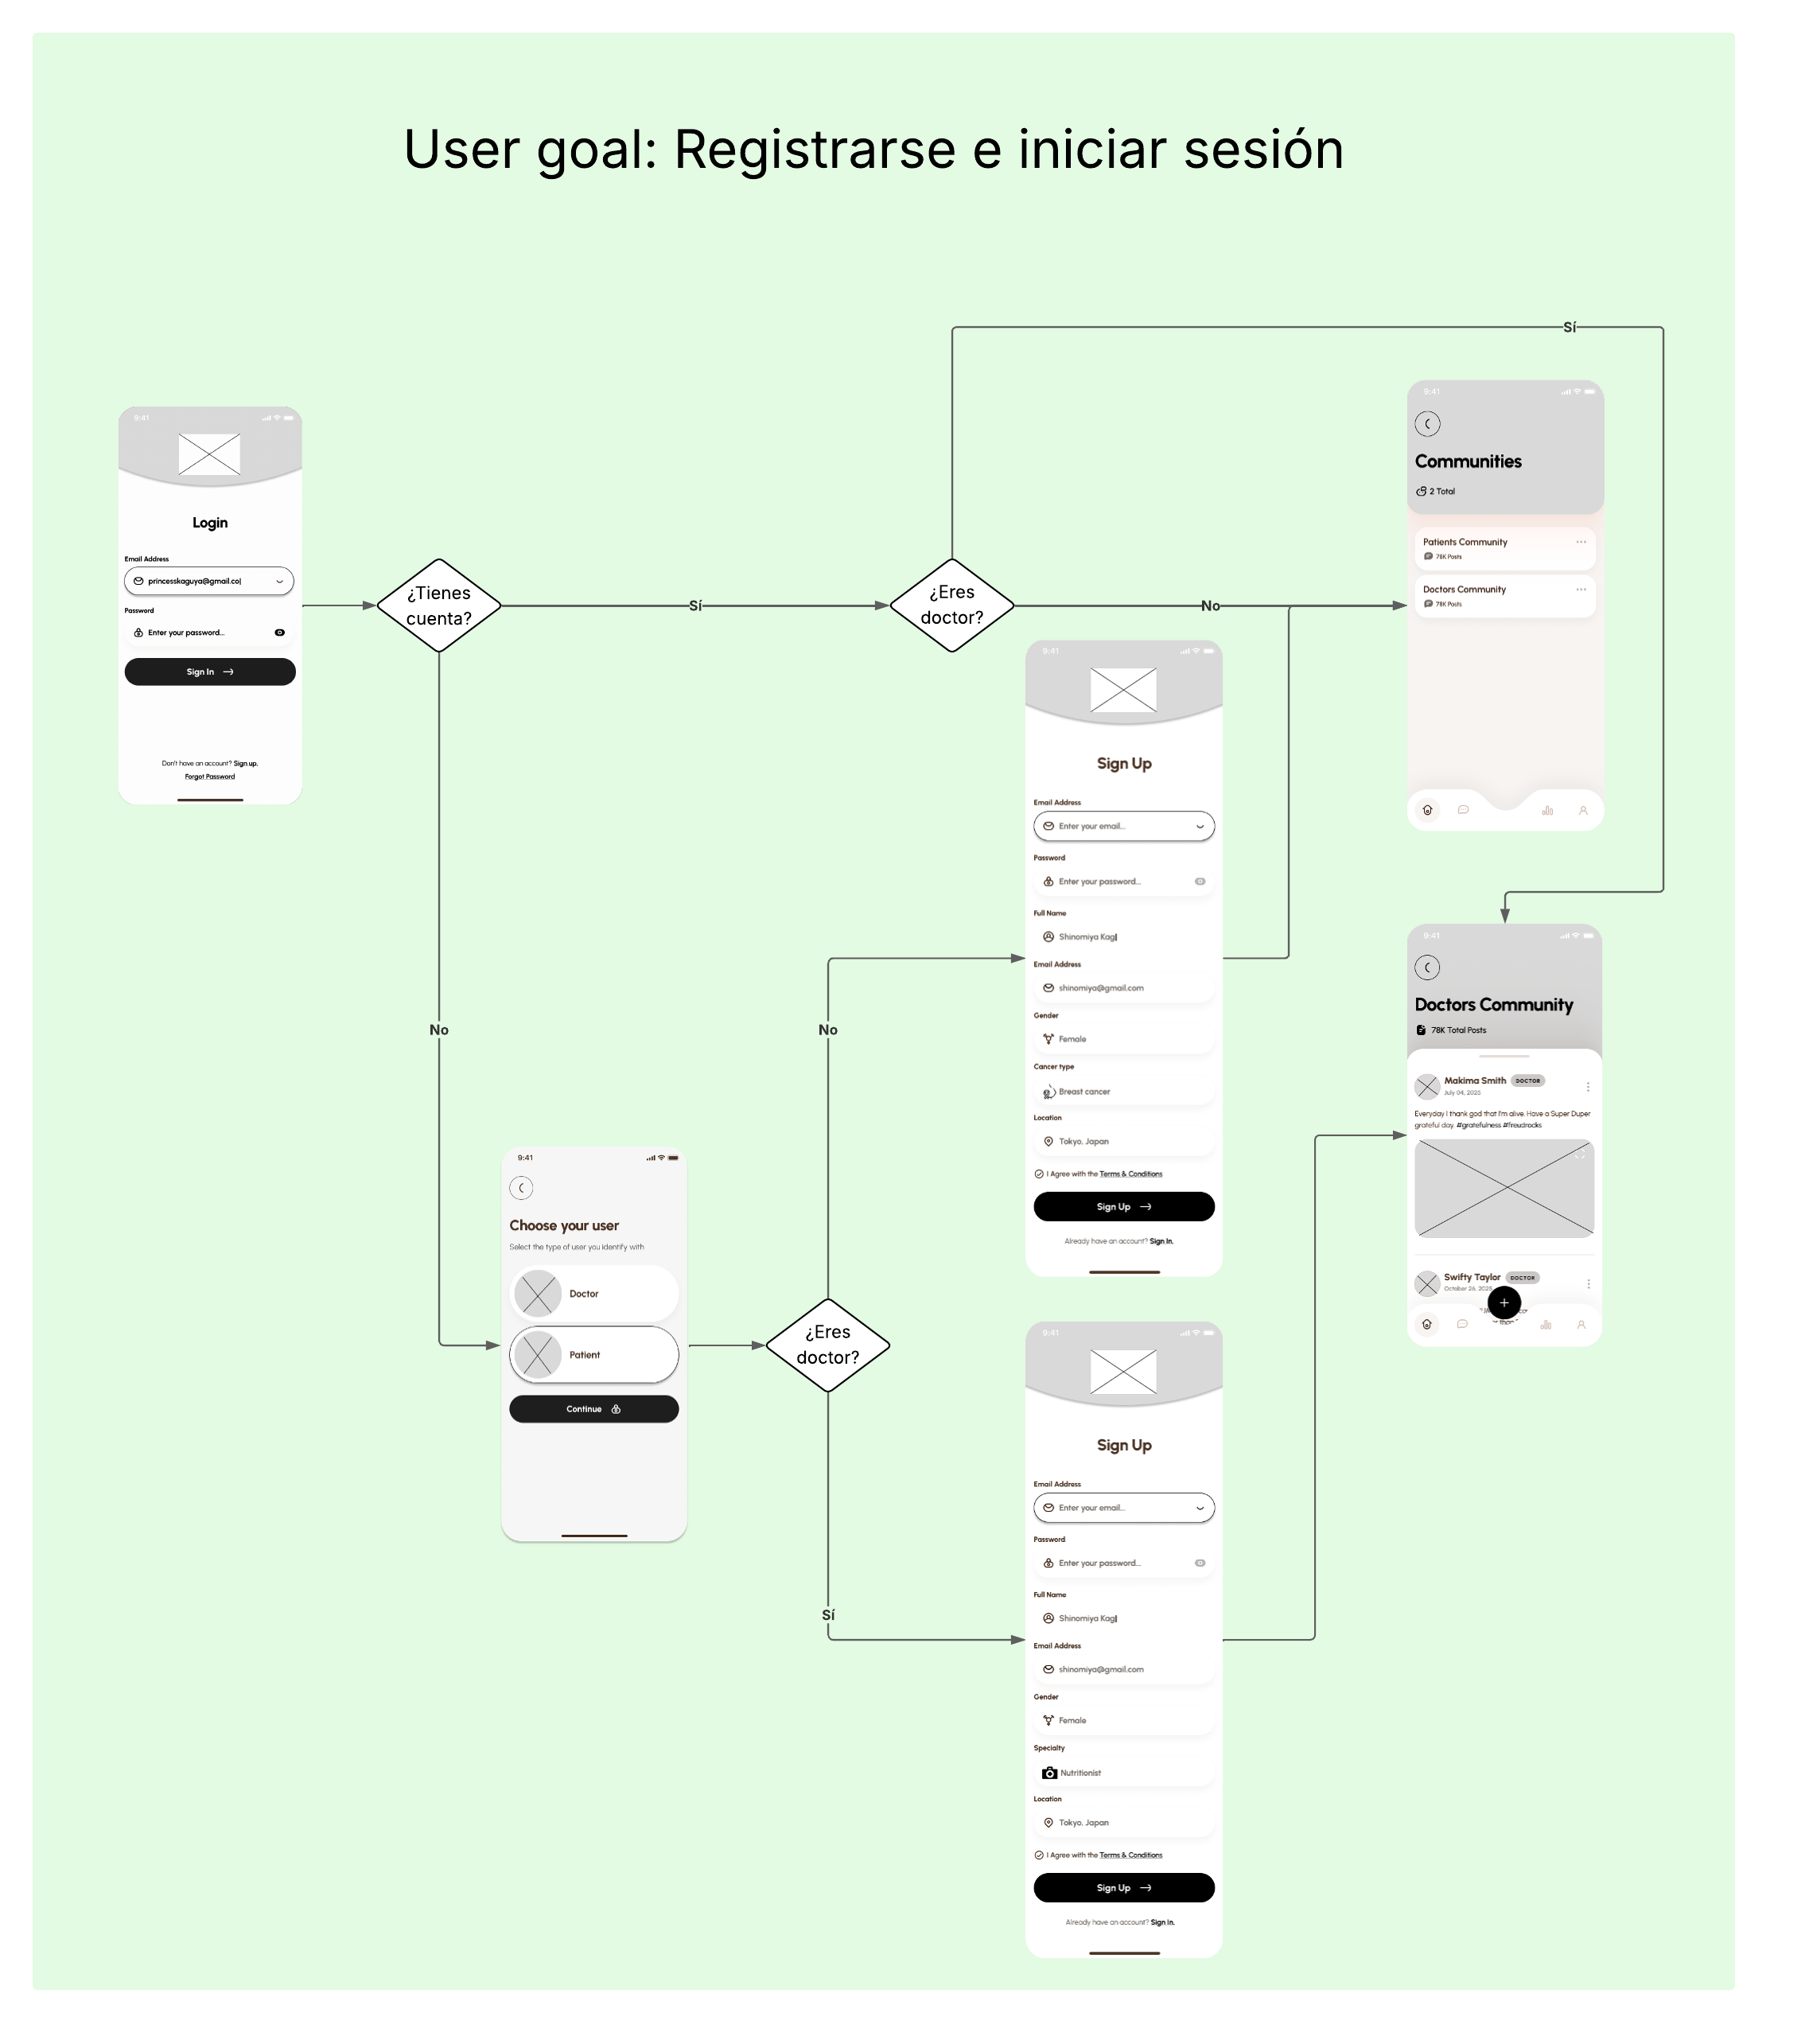 User goal: Registrarse e iniciar sesión
Sí
9:41
Login
Email Address
princesskaguya@gmail.co
Password
Enter your password...
Sign In
Don't have an account? Sign up.
Forgot Password
¿Tienes
cuenta?
Sí
¿Eres
doctor?
No
9:41
Communities
2 Total
Patients Community
78K Posts
Doctors Community
78K Posts
No
9:41
Choose your user
Select the type of user you identify with
Doctor
Patient
Continue
¿Eres
doctor?
No
9:41
Sign Up
Email Address
Enter your email...
Password
Enter your password...
Full Name
Shinomiya Kag
Email Address
shinomiya@gmail.com
Gender
Female
Cancer type
Breast cancer
Location
Tokyo, Japan
I Agree with the Terms & Conditions
Sign Up
Already have an account? Sign In.
Sí
9:41
Sign Up
Email Address
Enter your email...
Password
Enter your password...
Full Name
Shinomiya Kag
Email Address
shinomiya@gmail.com
Gender
Female
Specialty
Nutritionist
Location
Tokyo, Japan
I Agree with the Terms & Conditions
Sign Up
Already have an account? Sign In.
9:41
Doctors Community
78K Total Posts
Makima Smith DOCTOR
July 04, 2025
Everyday I thank god that I'm alive. Have a Super Duper
grateful day. #gratefulness #freudrocks
Swifty Taylor DOCTOR
October 26, 2025